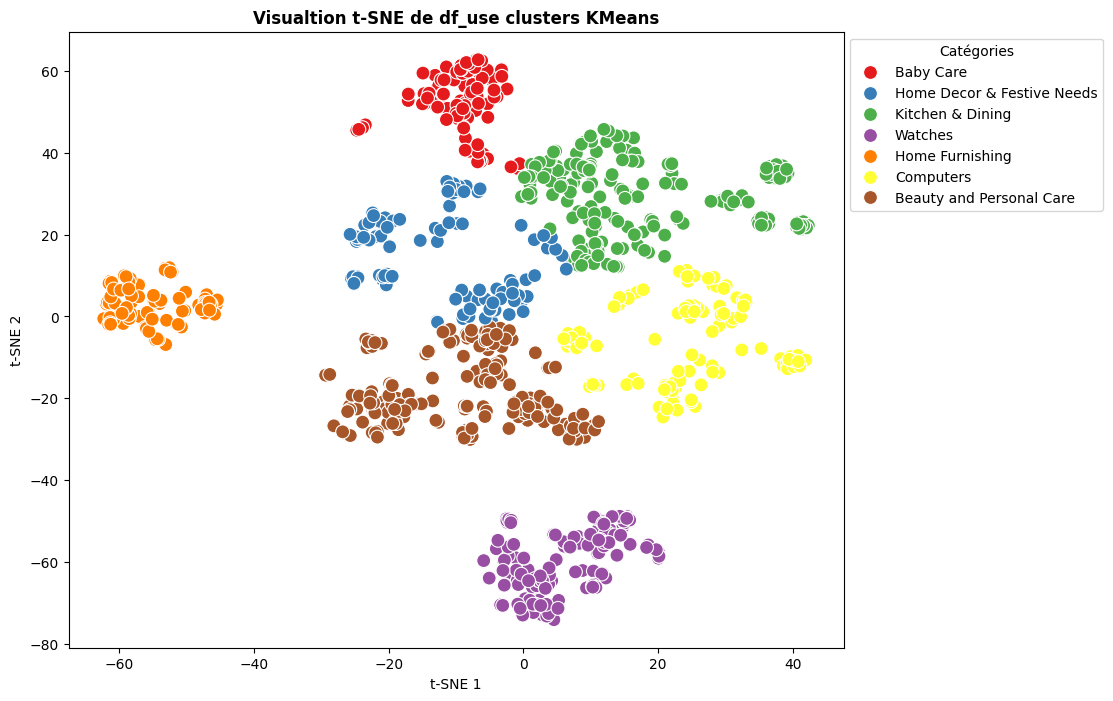 Visualtion t-SNE de df_use clusters KMeans
Catégories
Baby Care
Home Decor & Festive Needs
Kitchen & Dining
Watches
Home Furnishing
Computers
Beauty and Personal Care
t-SNE 2
60
40
20
0
−20
−40
−60
−80
−60
−40
−20
0
20
40
t-SNE 1